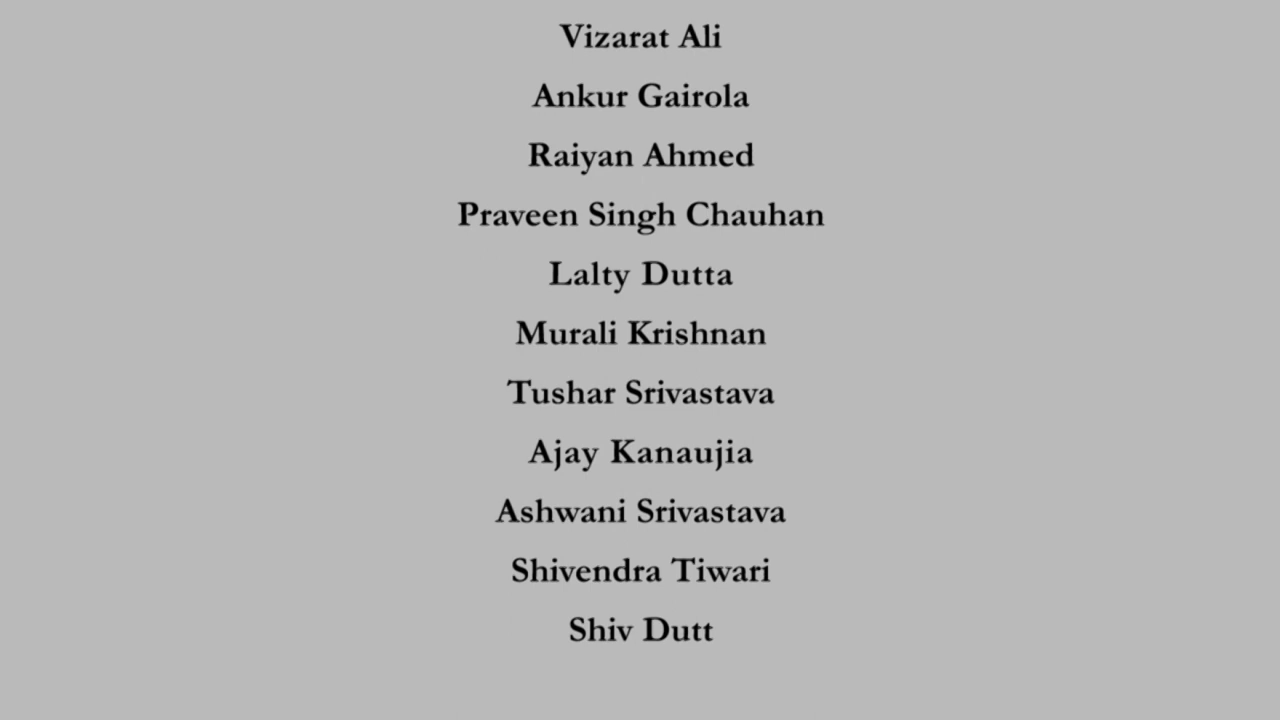 Vizarat Ali
Ankur Gairola
Raiyan Ahmed
Praveen Singh Chauhan
Lalty Dutta
Murali Krishnan
Tushar Srivastava
Ajay Kanaujia
Ashwani Srivastava
Shivendra Tiwari
Shiv Dutt